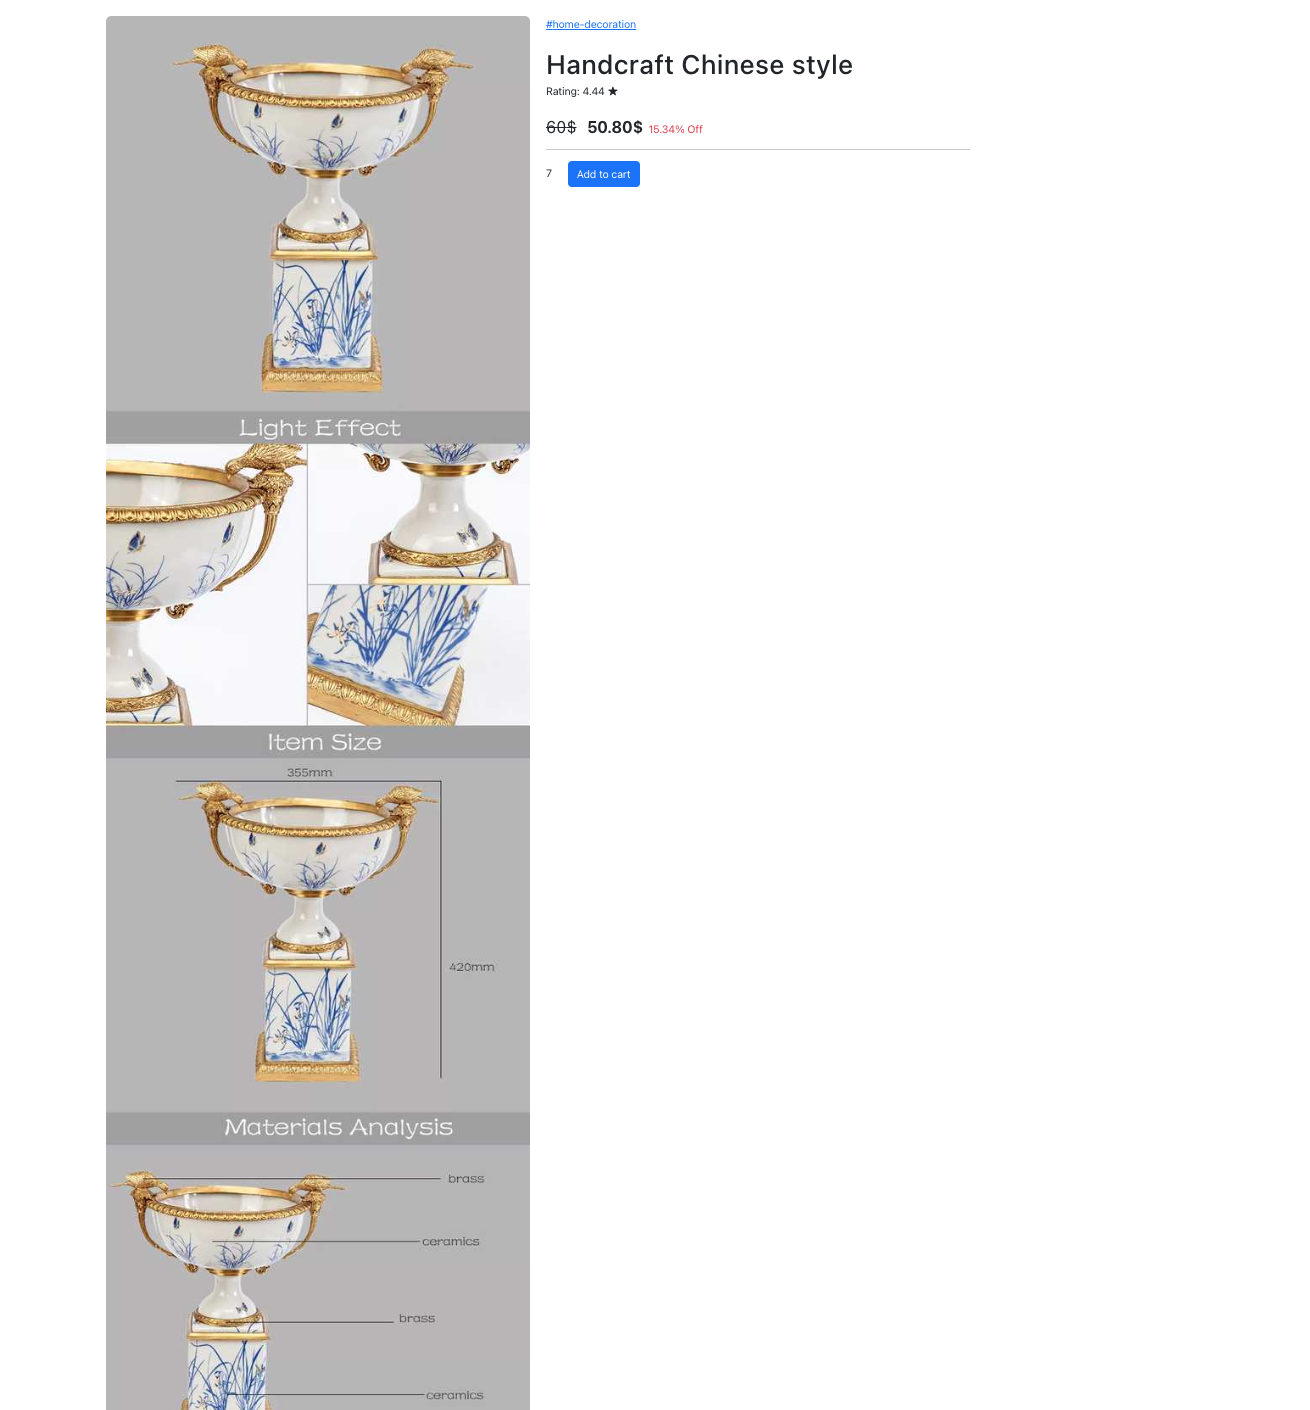 #home-decoration
Handcraft Chinese style
Rating: 4.44 ★
60$ 50.80$ 15.34% Off
7 Add to cart
Light Effect
Item Size
355mm
420mm
Materials Analysis
brass
ceramics
brass
ceramics